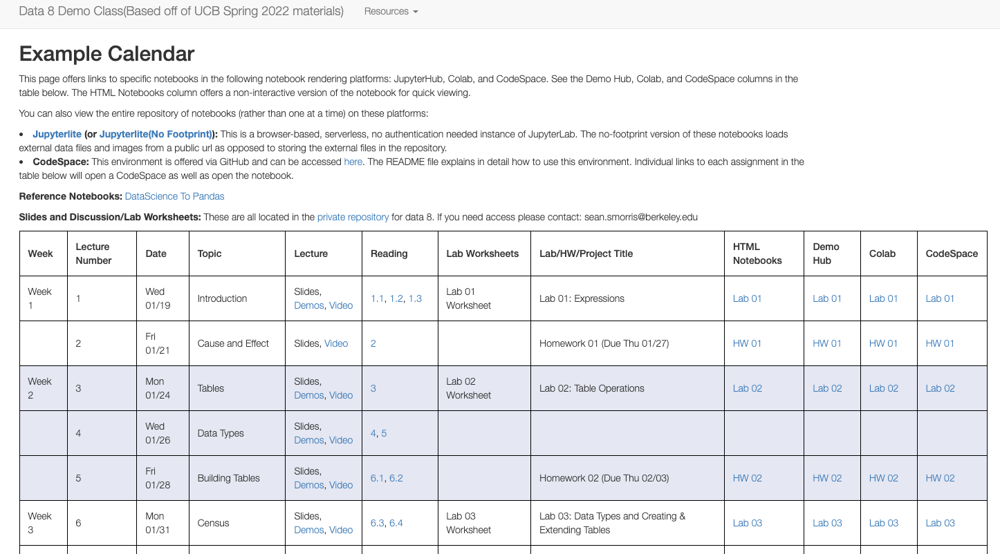 Data 8 Demo Class(Based off of UCB Spring 2022 materials) Resources
Example Calendar
This page offers links to specific notebooks in the following notebook rendering platforms: JupyterHub, Colab, and CodeSpace. See the Demo Hub, Colab, and CodeSpace columns in the
table below. The HTML Notebooks column offers a non-interactive version of the notebook for quick viewing.
You can also view the entire repository of notebooks (rather than one at a time) on these platforms:
• Jupyterlite (or Jupyterlite(No Footprint)): This is a browser-based, serverless, no authentication needed instance of JupyterLab. The no-footprint version of these notebooks loads
external data files and images from a public url as opposed to storing the external files in the repository.
• CodeSpace: This environment is offered via GitHub and can be accessed here. The README file explains in detail how to use this environment. Individual links to each assignment in the
table below will open a CodeSpace as well as open the notebook.
Reference Notebooks: DataScience To Pandas
Slides and Discussion/Lab Worksheets: These are all located in the private repository for data 8. If you need access please contact: sean.smorris@berkeley.edu
Week Lecture Number Date Topic Lecture Reading Lab Worksheets Lab/HW/Project Title HTML Notebooks Demo Hub Colab CodeSpace
Week 1 1 Wed 01/19 Introduction Slides, Demos, Video 1.1, 1.2, 1.3 Lab 01 Worksheet Lab 01: Expressions Lab 01 Lab 01 Lab 01 Lab 01
2 Fri 01/21 Cause and Effect Slides, Video 2 Homework 01 (Due Thu 01/27) HW 01 HW 01 HW 01 HW 01
Week 2 3 Mon 01/24 Tables Slides, Demos, Video 3 Lab 02 Worksheet Lab 02: Table Operations Lab 02 Lab 02 Lab 02 Lab 02
4 Wed 01/26 Data Types Slides, Demos, Video 4, 5
5 Fri 01/28 Building Tables Slides, Demos, Video 6.1, 6.2 Homework 02 (Due Thu 02/03) HW 02 HW 02 HW 02 HW 02
Week 3 6 Mon 01/31 Census Slides, Demos, Video 6.3, 6.4 Lab 03 Worksheet Lab 03: Data Types and Creating & Extending Tables Lab 03 Lab 03 Lab 03 Lab 03